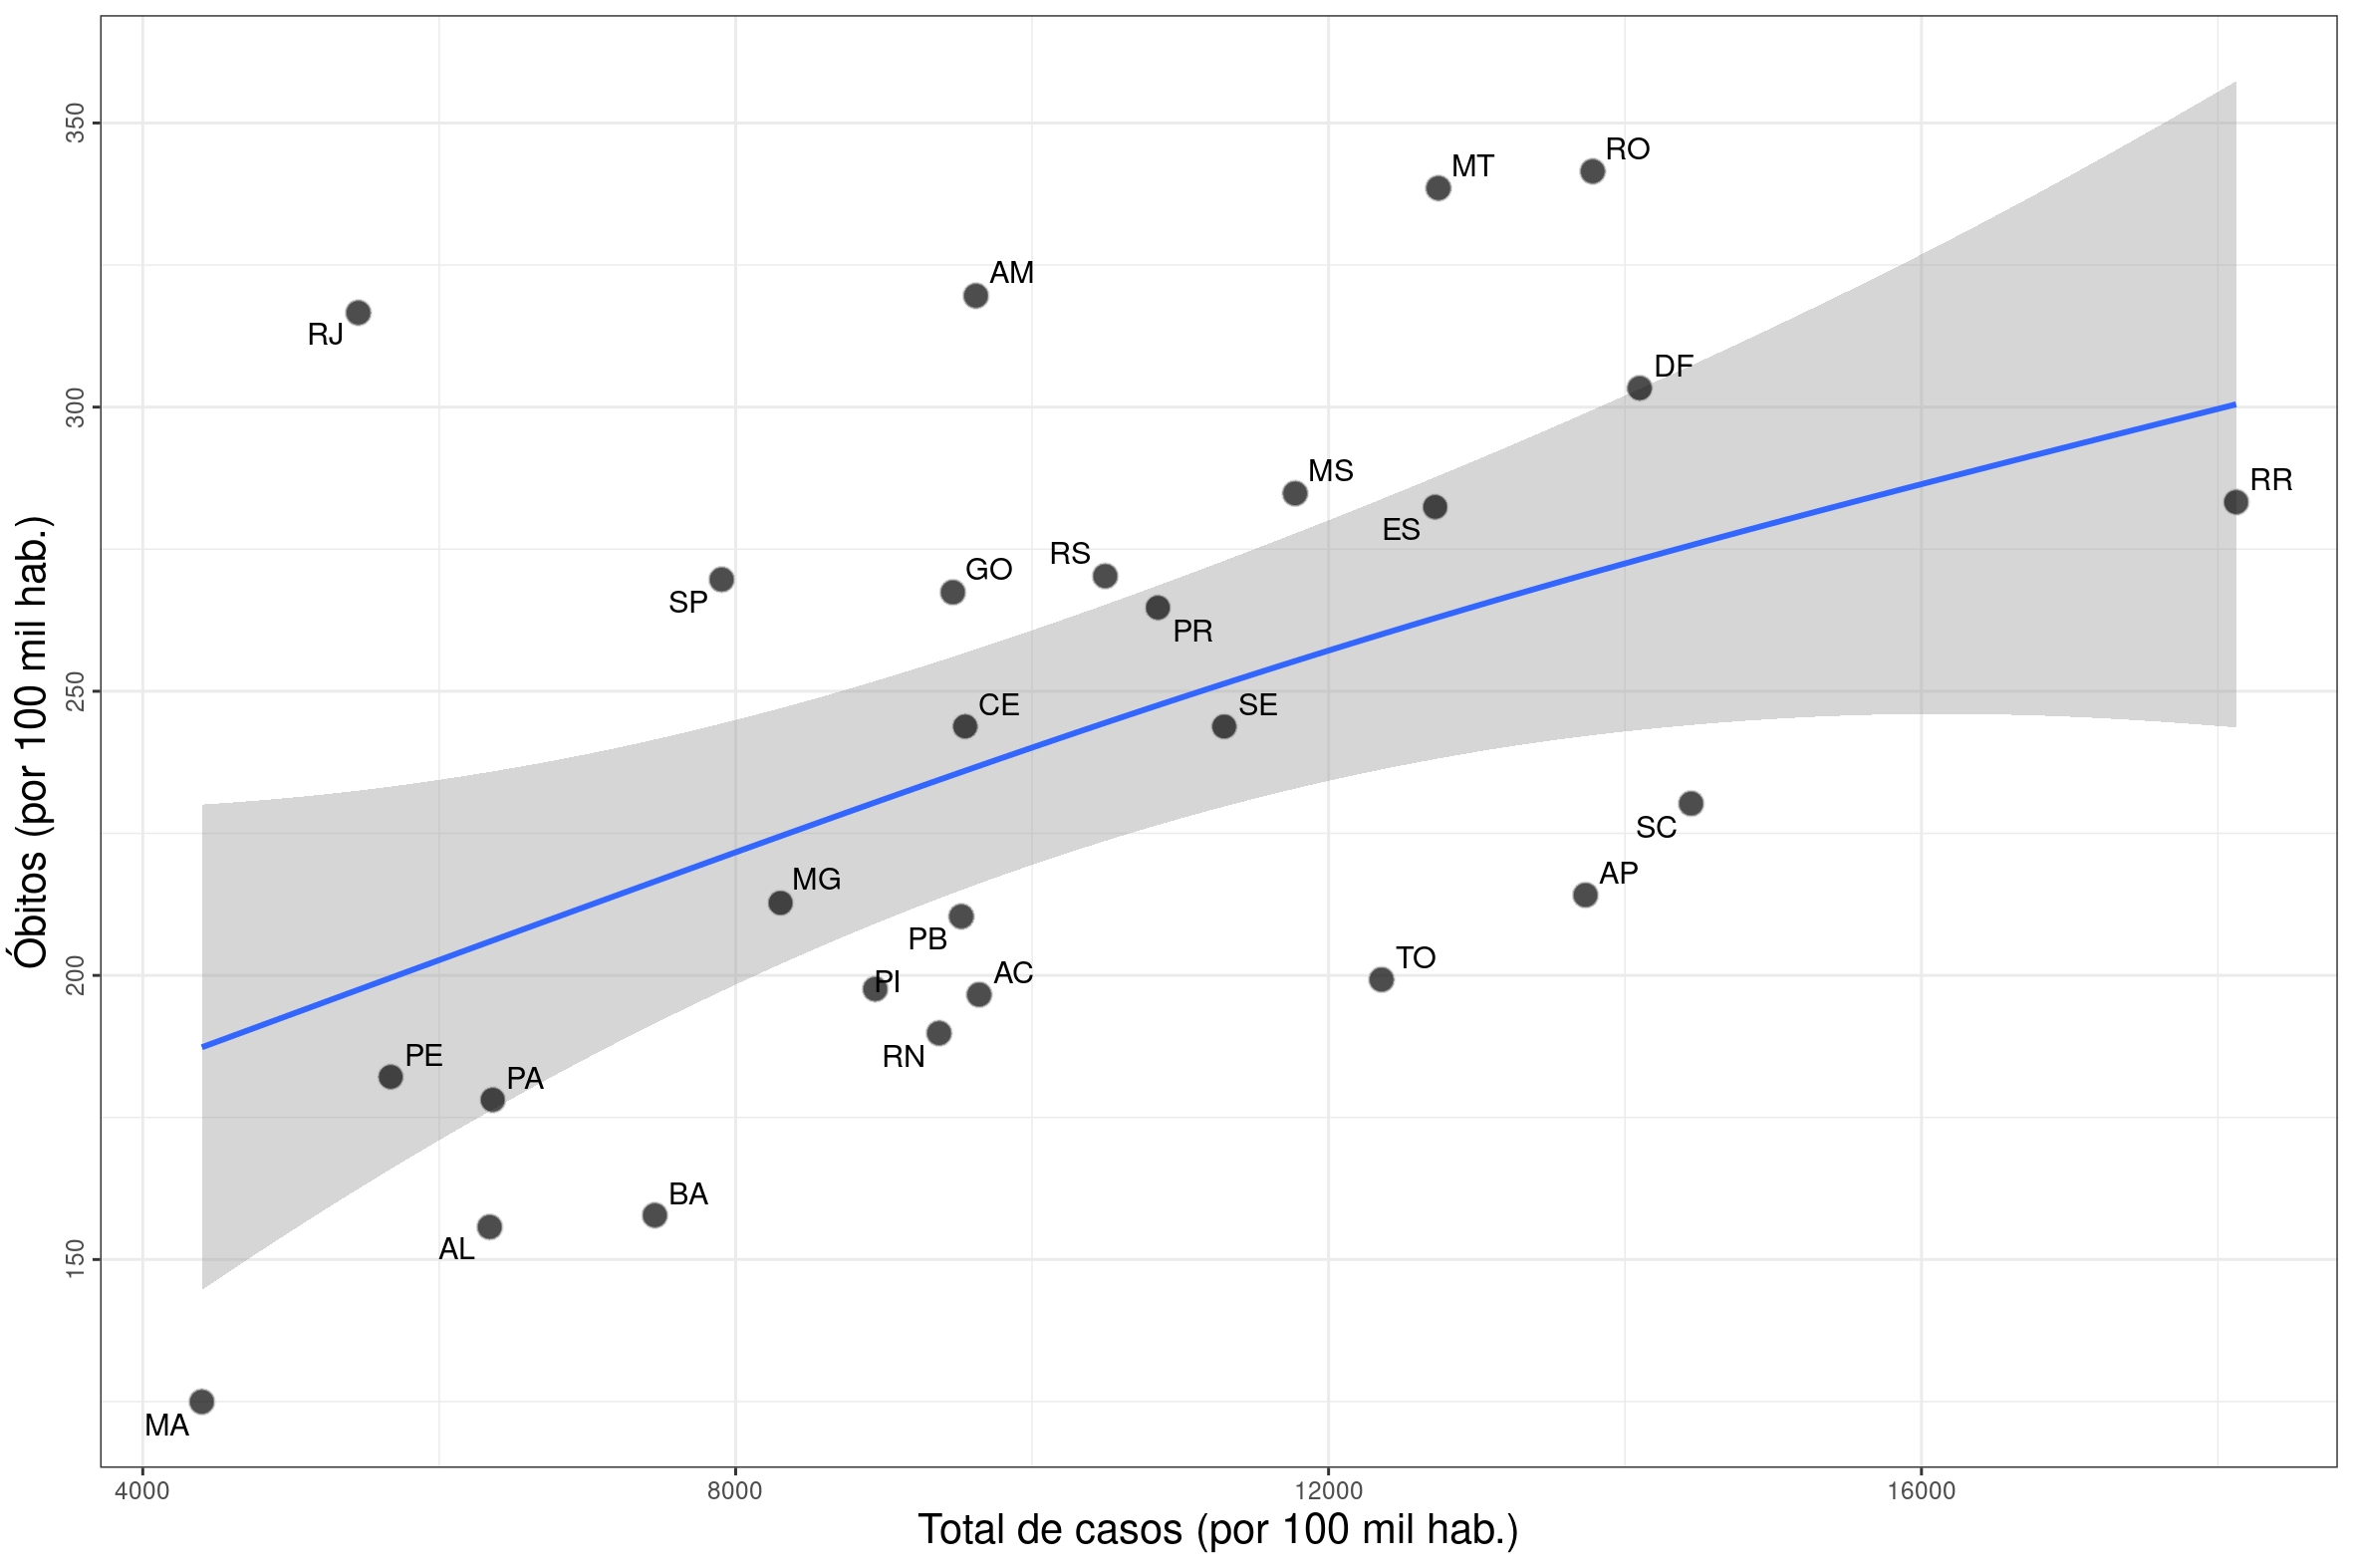 Óbitos (por 100 mil hab.)
350
300
250
200
150
RO
MT
AM
RJ
DF
MS
RR
ES
RS
GO
SP
PR
CE
SE
SC
MG
AP
PB
TO
PI
AC
RN
PE
PA
BA
AL
MA
4000 8000 12000 16000
Total de casos (por 100 mil hab.)